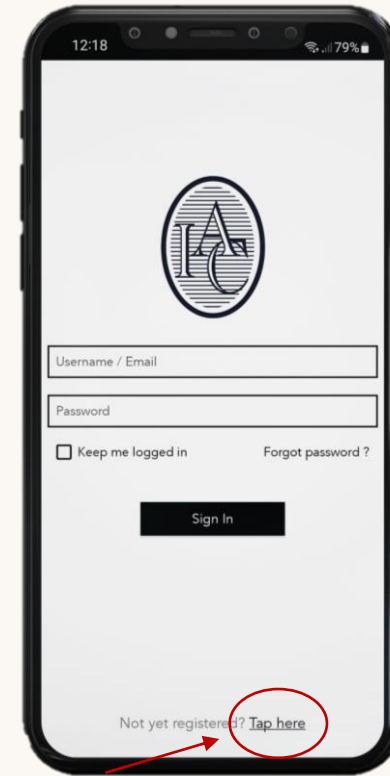 12:18 79%
IAC
Username / Email
Password
Keep me logged in Forgot password ?
Sign In
Not yet registered? Tap here